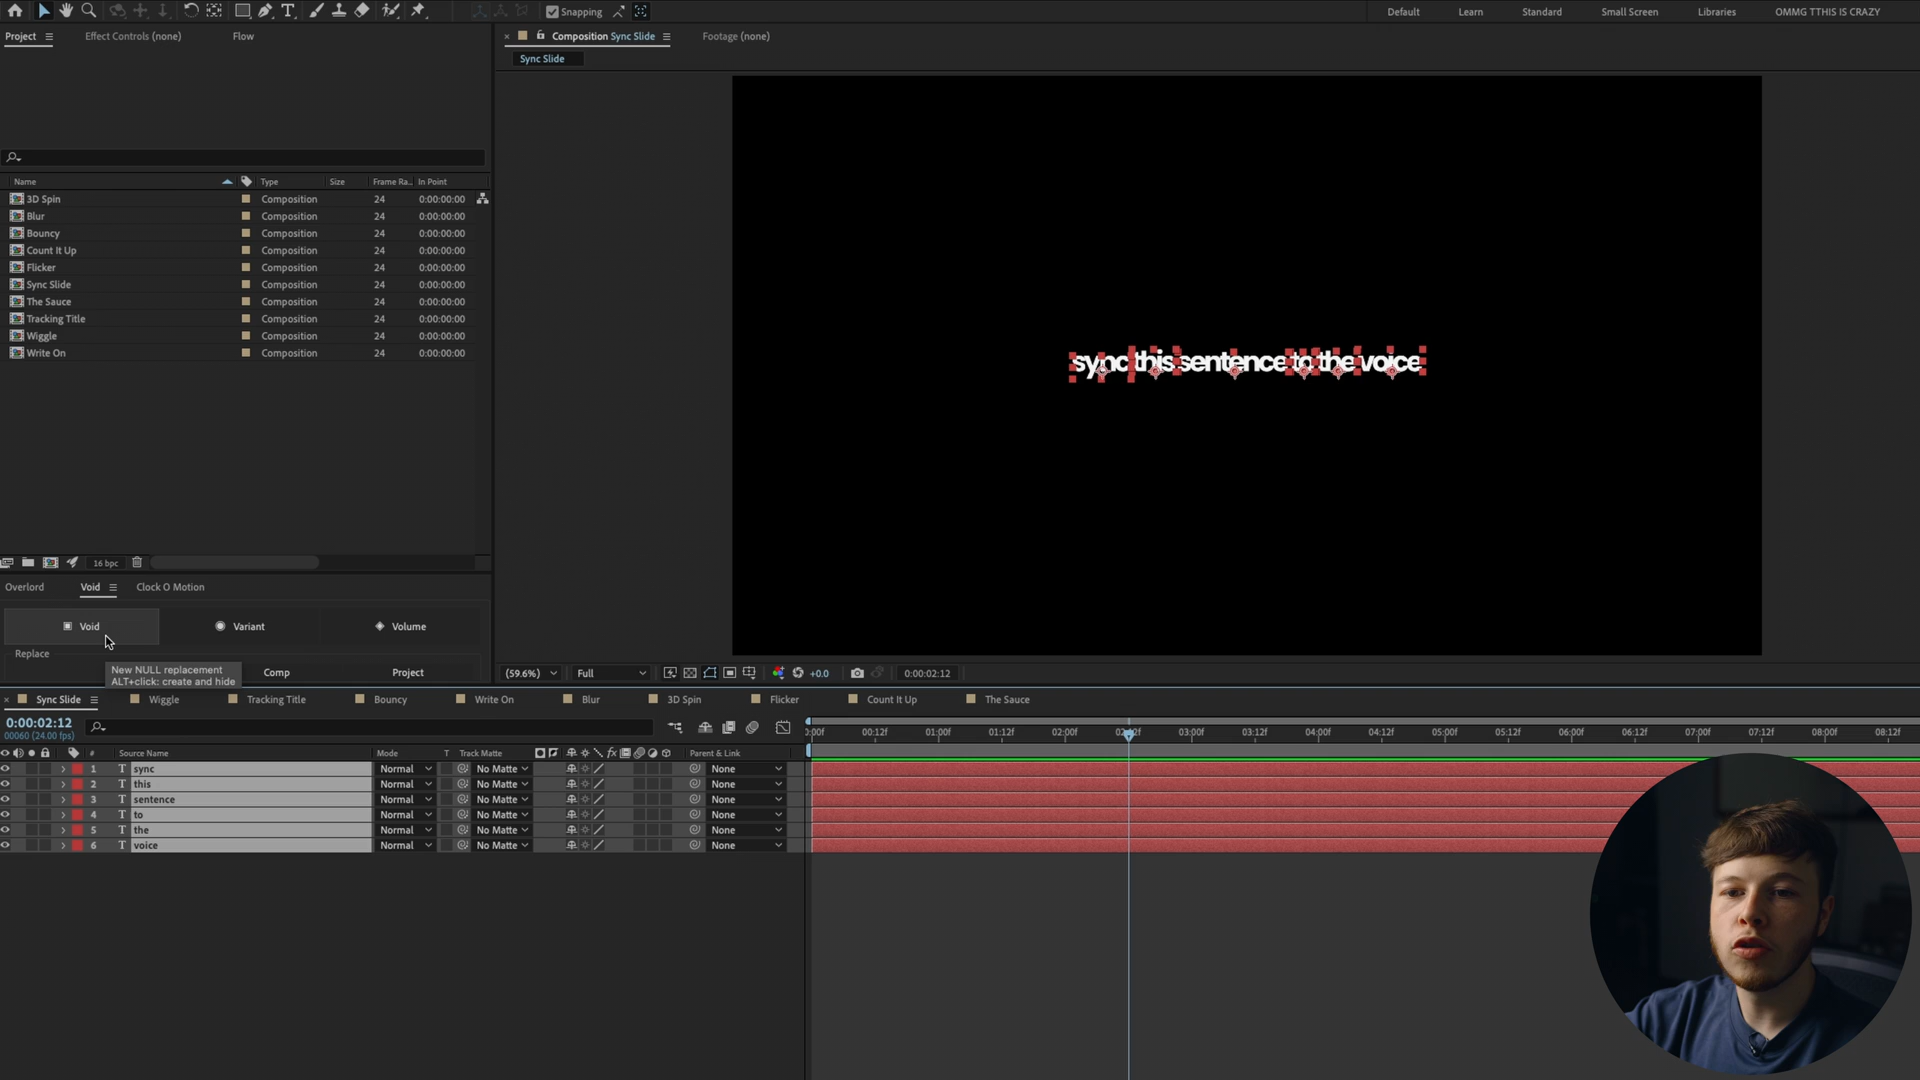 Snapping
Default Learn Standard Small Screen Libraries OMMG TTHIS IS CRAZY
Project Effect Controls (none) Flow
Composition Sync Slide Footage (none)
Sync Slide
Name Type Size Frame Ra.. In Point
3D Spin Composition 24 0:00:00:00
Blur Composition 24 0:00:00:00
Bouncy Composition 24 0:00:00:00
Count It Up Composition 24 0:00:00:00
Flicker Composition 24 0:00:00:00
Sync Slide Composition 24 0:00:00:00
The Sauce Composition 24 0:00:00:00
Tracking Title Composition 24 0:00:00:00
Wiggle Composition 24 0:00:00:00
Write On Composition 24 0:00:00:00
sync this sentence to the voice
16 bpc
Overlord Void Clock O Motion
Void Variant Volume
Replace
New NULL replacement
ALT+click: create and hide
Comp Project
(59.6%) Full +0.0 0:00:02:12
Sync Slide Wiggle Tracking Title Bouncy Write On Blur 3D Spin Flicker Count It Up The Sauce
0:00:02:12
00060 (24.00 fps)
:00f 00:12f 01:00f 01:12f 02:00f 02:12f 03:00f 03:12f 04:00f 04:12f 05:00f 05:12f 06:00f 06:12f 07:00f 07:12f 08:00f 08:12f
# Source Name Mode T Track Matte fx Parent & Link
1 T sync Normal No Matte None
2 T this Normal No Matte None
3 T sentence Normal No Matte None
4 T to Normal No Matte None
5 T the Normal No Matte None
6 T voice Normal No Matte None